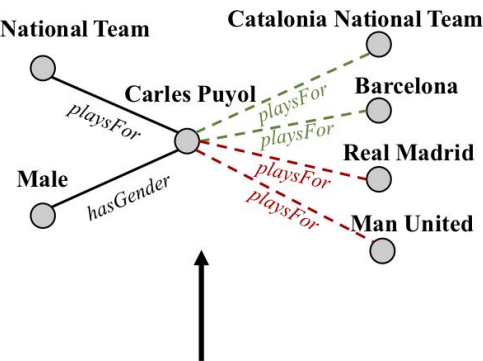 National Team
Catalonia National Team
Carles Puyol
Barcelona
playsFor
playsFor
playsFor
Real Madrid
Male
hasGender
playsFor
playsFor
Man United